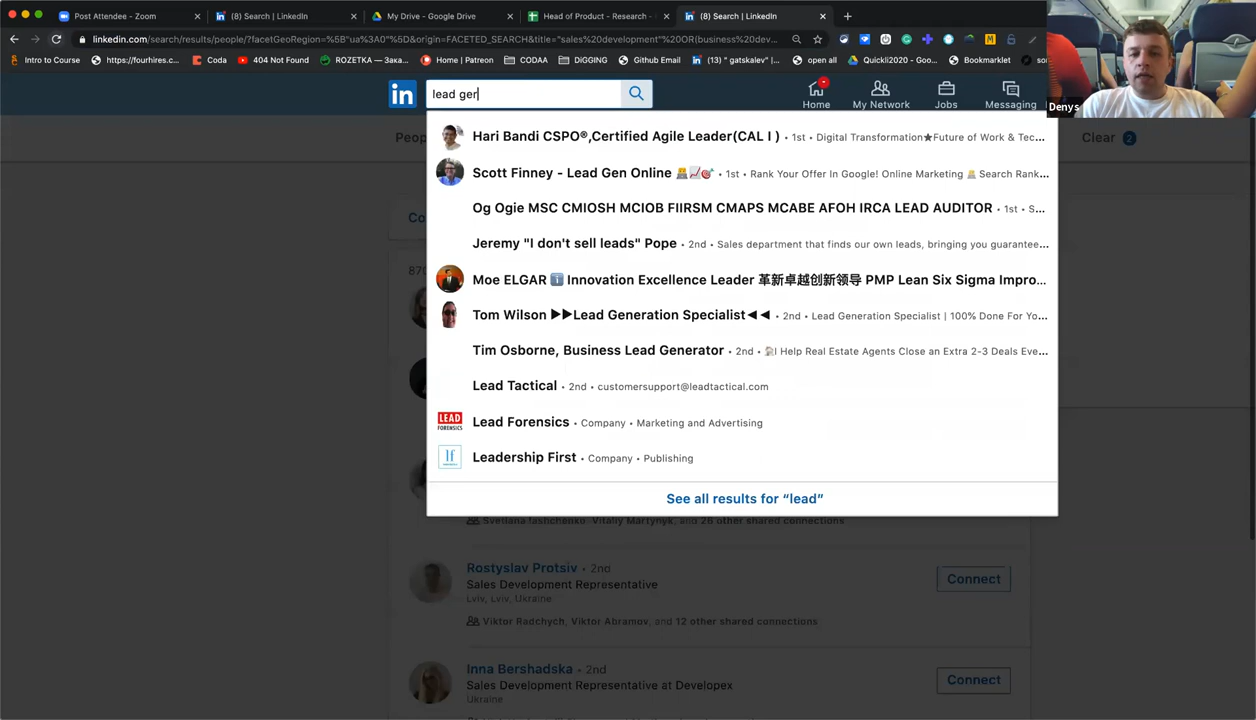 Post Attendee - Zoom
(8) Search | LinkedIn
My Drive - Google Drive
Head of Product - Research -
(8) Search | LinkedIn
linkedin.com/search/results/people/?facetGeoRegion=%5B"ua%3A0"%5D&origin=FACETED_SEARCH&title="sales%20development"%20OR(business%20dev...
Intro to Course
https://fourhires.c...
Coda
404 Not Found
ROZETKA — Зака...
Home | Patreon
CODAA
DiGGING
Github Email
(13) " gatskalev" ...
open all
Quickli2020 - Goo...
Bookmarklet
Denys
in
lead ger
Home
My Network
Jobs
Messaging
Peop
Clear 2
Hari Bandi CSPO®,Certified Agile Leader(CAL I ) • 1st • Digital Transformation★Future of Work & Tec...
Scott Finney - Lead Gen Online • 1st • Rank Your Offer In Google! Online Marketing Search Rank...
Og Ogie MSC CMIOSH MCIOB FIIRSM CMAPS MCABE AFOH IRCA LEAD AUDITOR • 1st • S...
Jeremy "I don't sell leads" Pope • 2nd • Sales department that finds our own leads, bringing you guarantee...
Moe ELGAR ℹ️ Innovation Excellence Leader 革新卓越创新领导 PMP Lean Six Sigma Impro...
Tom Wilson ▶▶Lead Generation Specialist◀◀ • 2nd • Lead Generation Specialist | 100% Done For Yo...
Tim Osborne, Business Lead Generator • 2nd • I Help Real Estate Agents Close an Extra 2-3 Deals Eve...
Lead Tactical • 2nd • customersupport@leadtactical.com
LEAD
FORENSICS
Lead Forensics • Company • Marketing and Advertising
lf
Leadership First • Company • Publishing
See all results for “lead”
Co
Svetlana Iashchenko, Vitaliy Martynyk, and 26 other shared connections
Rostyslav Protsiv • 2nd
Sales Development Representative
Lviv, Lviv, Ukraine
Viktor Radchych, Viktor Abramov, and 12 other shared connections
Connect
Inna Bershadska • 2nd
Sales Development Representative at Developex
Ukraine
Connect